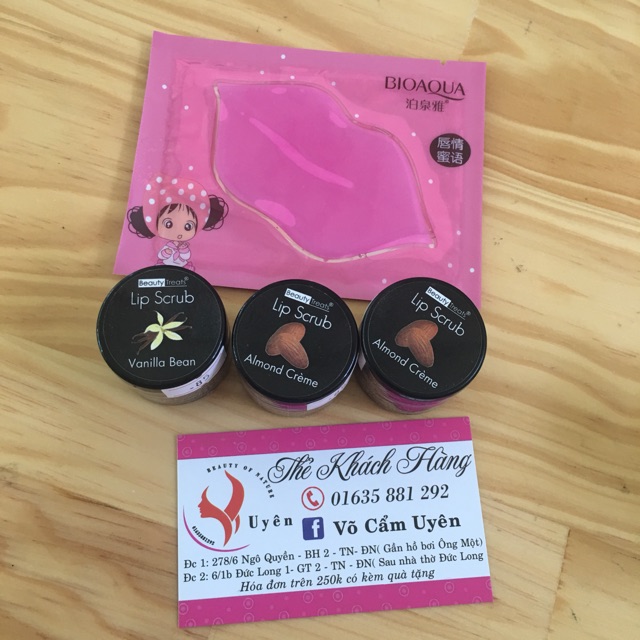 BIOAQUA
泊泉雅®
唇情
蜜语
Beauty Treats
Lip Scrub
Vanilla Bean
Beauty Treats
Lip Scrub
Almond Crème
Beauty Treats
Lip Scrub
Almond Crème
BEAUTY OF NATURE
Thẻ Khách Hàng
01635 881 292
Uyên
Võ Cẩm Uyên
Đc 1: 278/6 Ngô Quyền - BH 2 - TN- ĐN( Gần hồ bơi Ông Một)
Đc 2: 6/1b Đức Long 1- GT 2 - TN - ĐN( Sau nhà thờ Đức Long
Hóa đơn trên 250k có kèm quà tặng